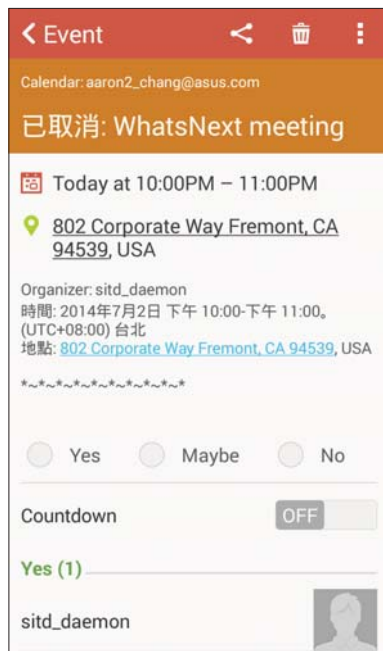 Event
Calendar: aaron2_chang@asus.com
已取消: WhatsNext meeting
Today at 10:00PM – 11:00PM
802 Corporate Way Fremont, CA
94539, USA
Organizer: sitd_daemon
時間: 2014年7月2日 下午 10:00-下午 11:00。
(UTC+08:00) 台北
地點: 802 Corporate Way Fremont, CA 94539, USA
*~*~*~*~*~*~*~*~*~*
Yes Maybe No
Countdown OFF
Yes (1)
sitd_daemon